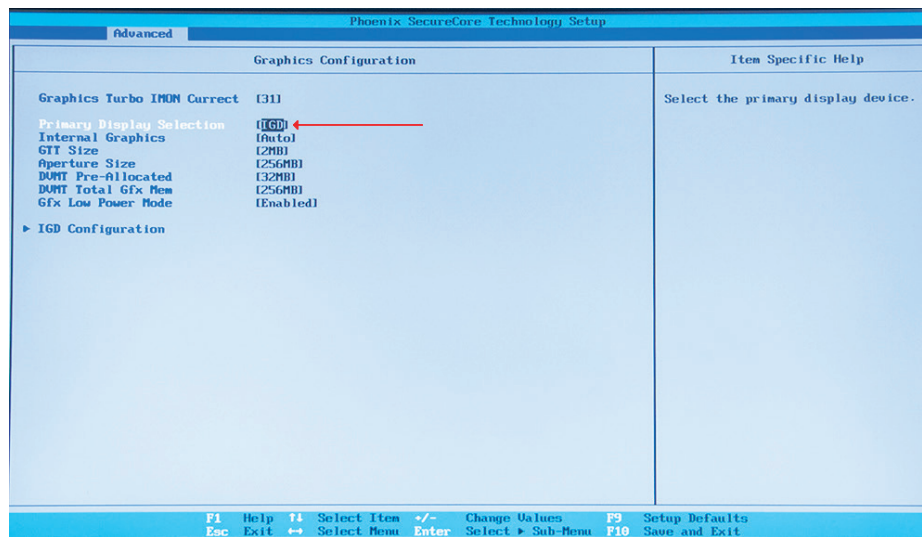 Phoenix SecureCore Technology Setup
Advanced
Graphics Configuration
Item Specific Help
Graphics Turbo IMON Currect [31]
Select the primary display device.
Primary Display Selection [IGD]
Internal Graphics [Auto]
GTT Size [2MB]
Aperture Size [256MB]
DVMT Pre-Allocated [32MB]
DVMT Total Gfx Mem [256MB]
Gfx Low Power Mode [Enabled]
▶ IGD Configuration
F1 Help ↑↓ Select Item +/- Change Values F9 Setup Defaults
Esc Exit ↔ Select Menu Enter Select ▶ Sub-Menu F10 Save and Exit